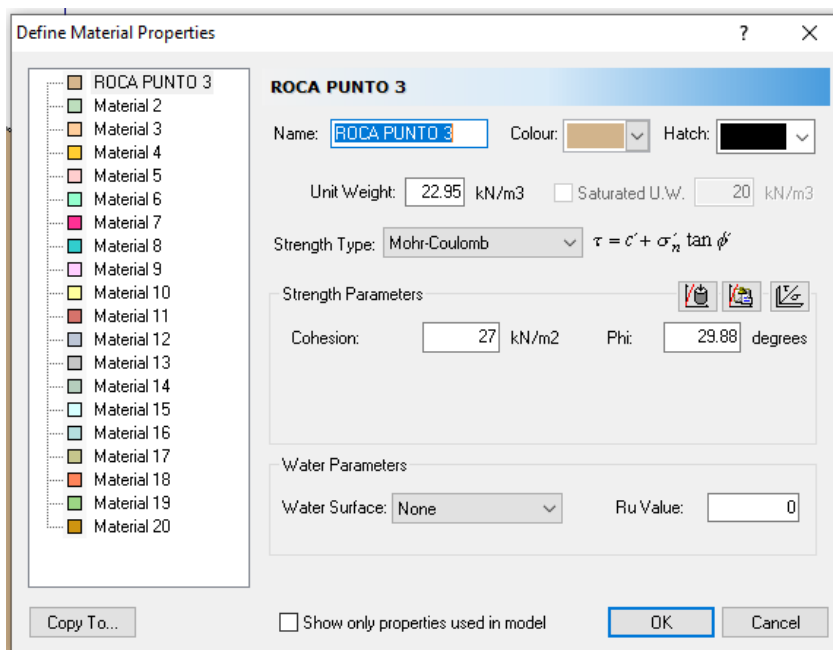 Define Material Properties
? X
ROCA PUNTO 3
Material 2
Material 3
Material 4
Material 5
Material 6
Material 7
Material 8
Material 9
Material 10
Material 11
Material 12
Material 13
Material 14
Material 15
Material 16
Material 17
Material 18
Material 19
Material 20
ROCA PUNTO 3
Name: ROCA PUNTO 3 Colour: Hatch:
Unit Weight: 22.95 kN/m3 Saturated U.W. 20 kN/m3
Strength Type: Mohr-Coulomb τ = c′ + σ′n tan ϕ′
Strength Parameters
Cohesion: 27 kN/m2 Phi: 29.88 degrees
Water Parameters
Water Surface: None Ru Value: 0
Copy To... Show only properties used in model OK Cancel